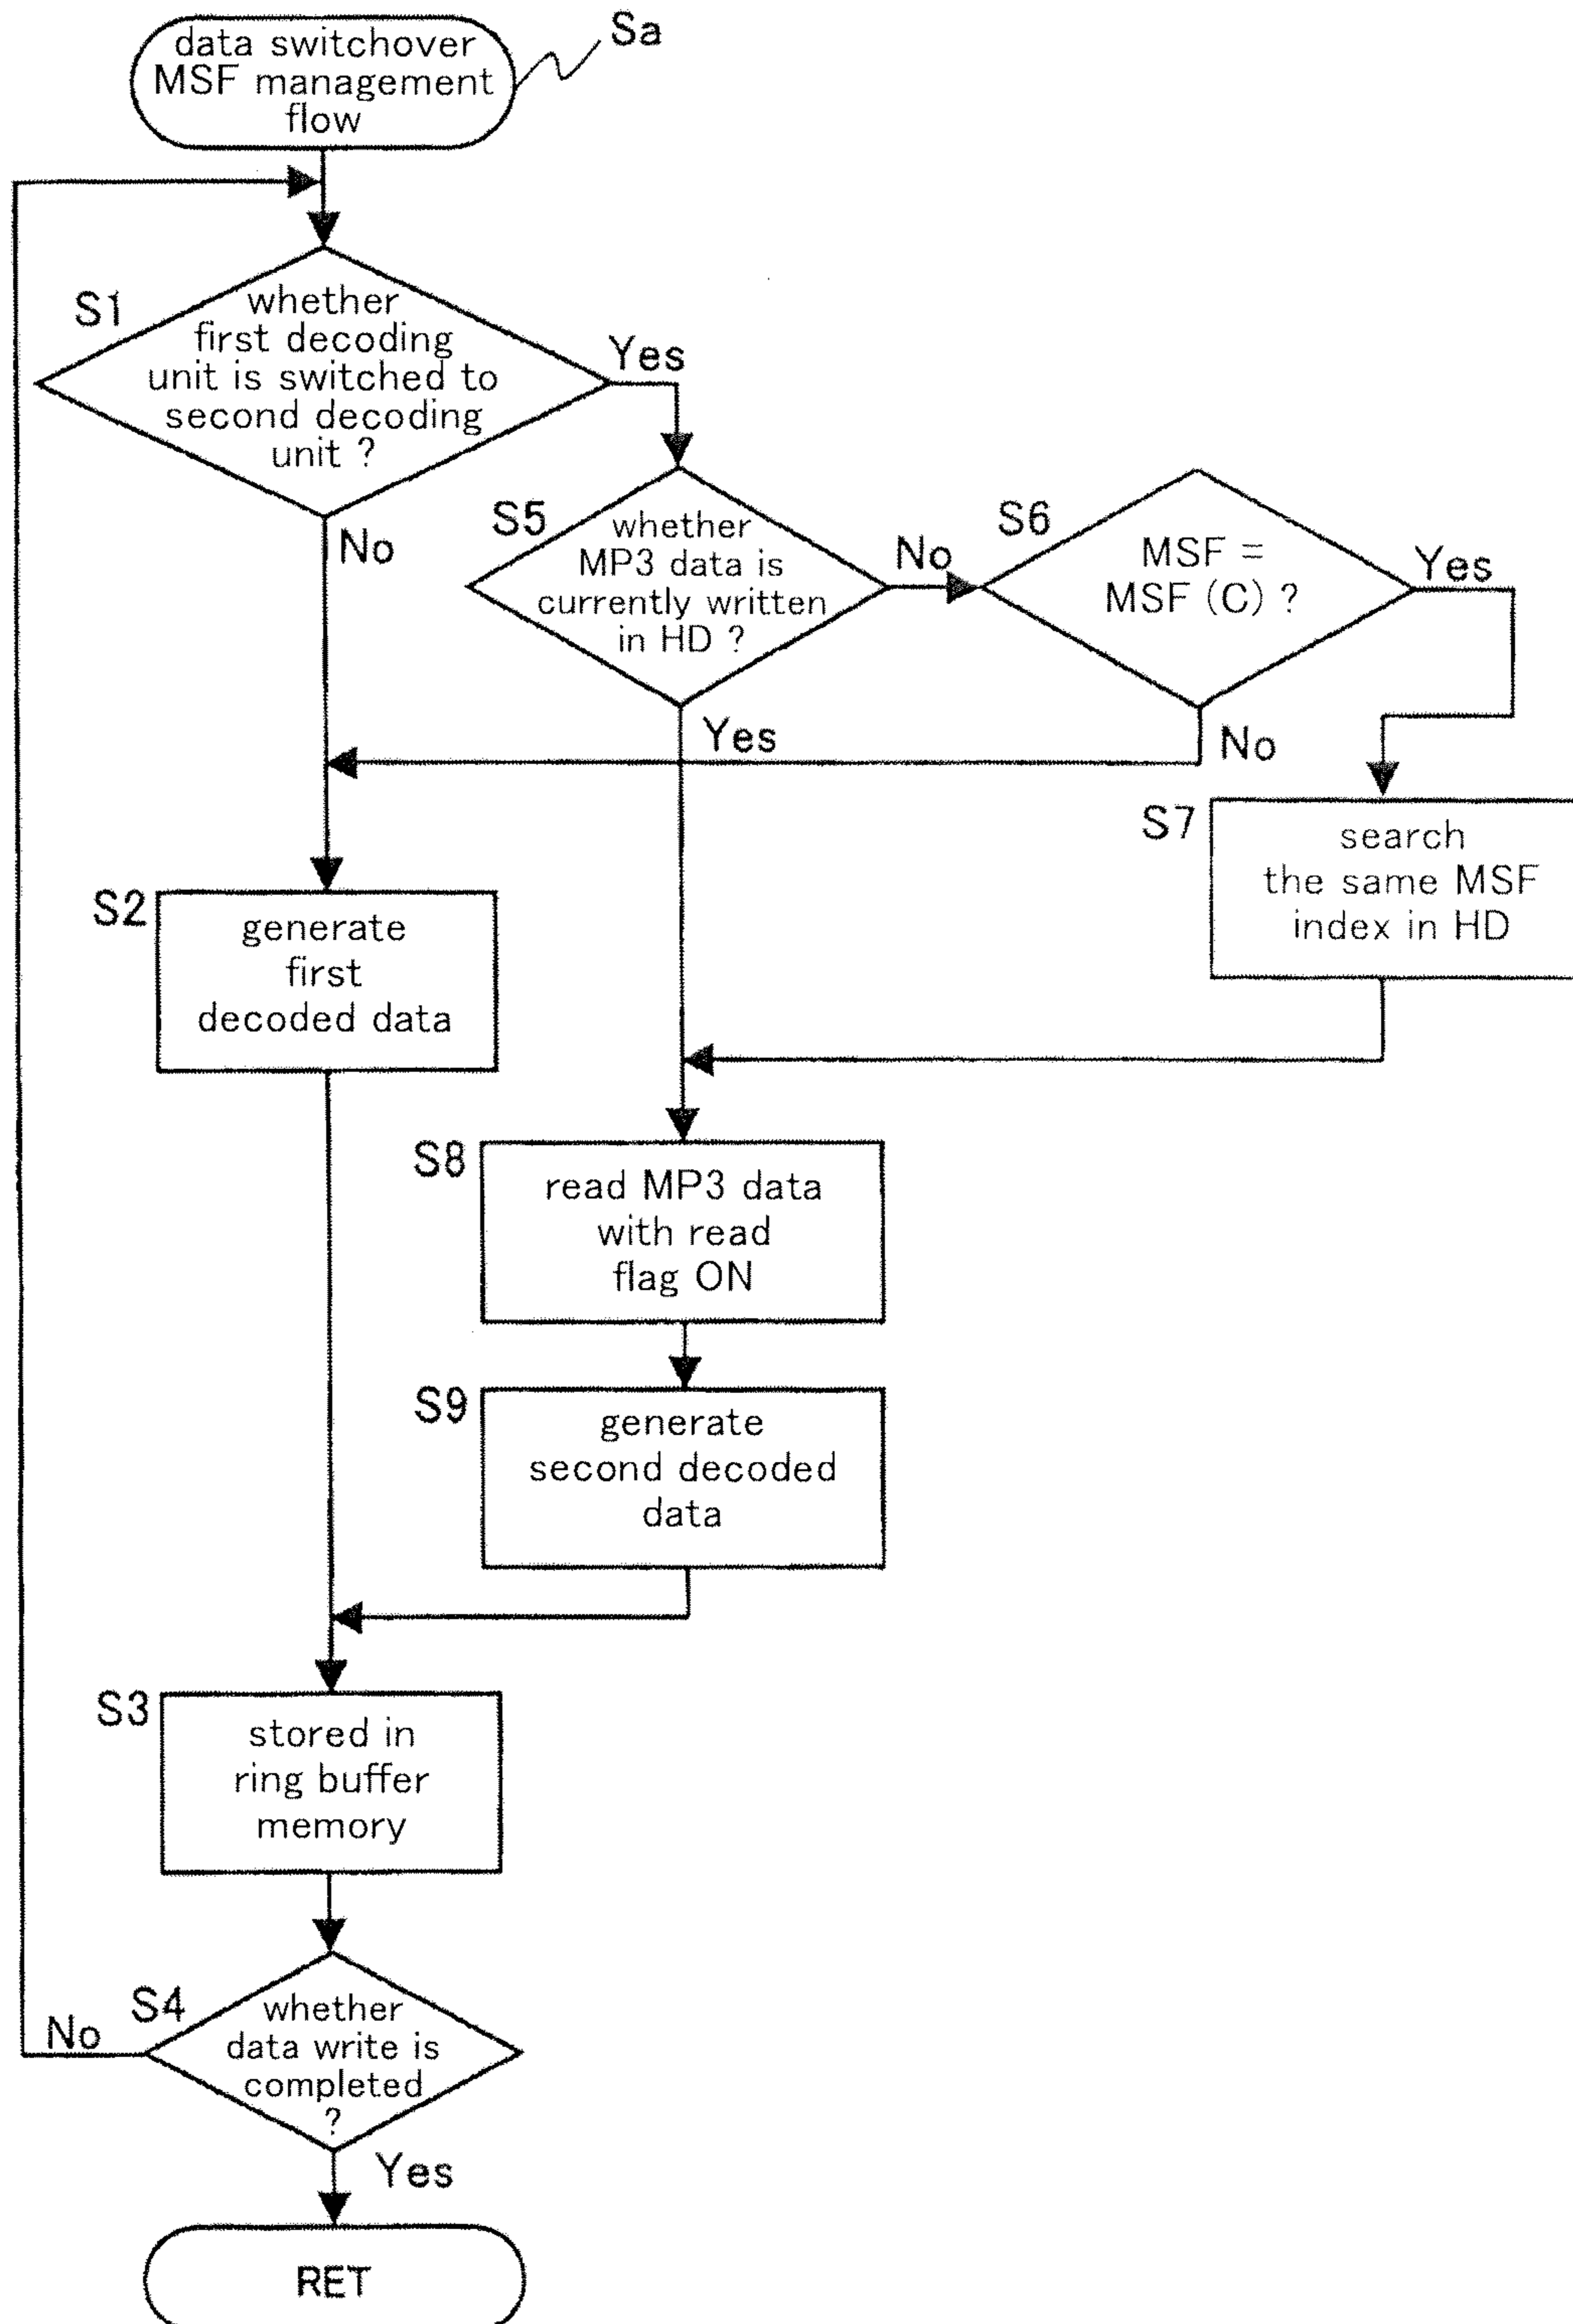 data switchover
MSF management
flow
Sa
S1
whether
first decoding
unit is switched to
second decoding
unit ?
Yes
No
S5
whether
MP3 data is
currently written
in HD ?
No
Yes
S6
MSF =
MSF (C) ?
Yes
No
S7
search
the same MSF
index in HD
S2
generate
first
decoded data
S8
read MP3 data
with read
flag ON
S9
generate
second decoded
data
S3
stored in
ring buffer
memory
S4
whether
data write is
completed
?
No
Yes
RET